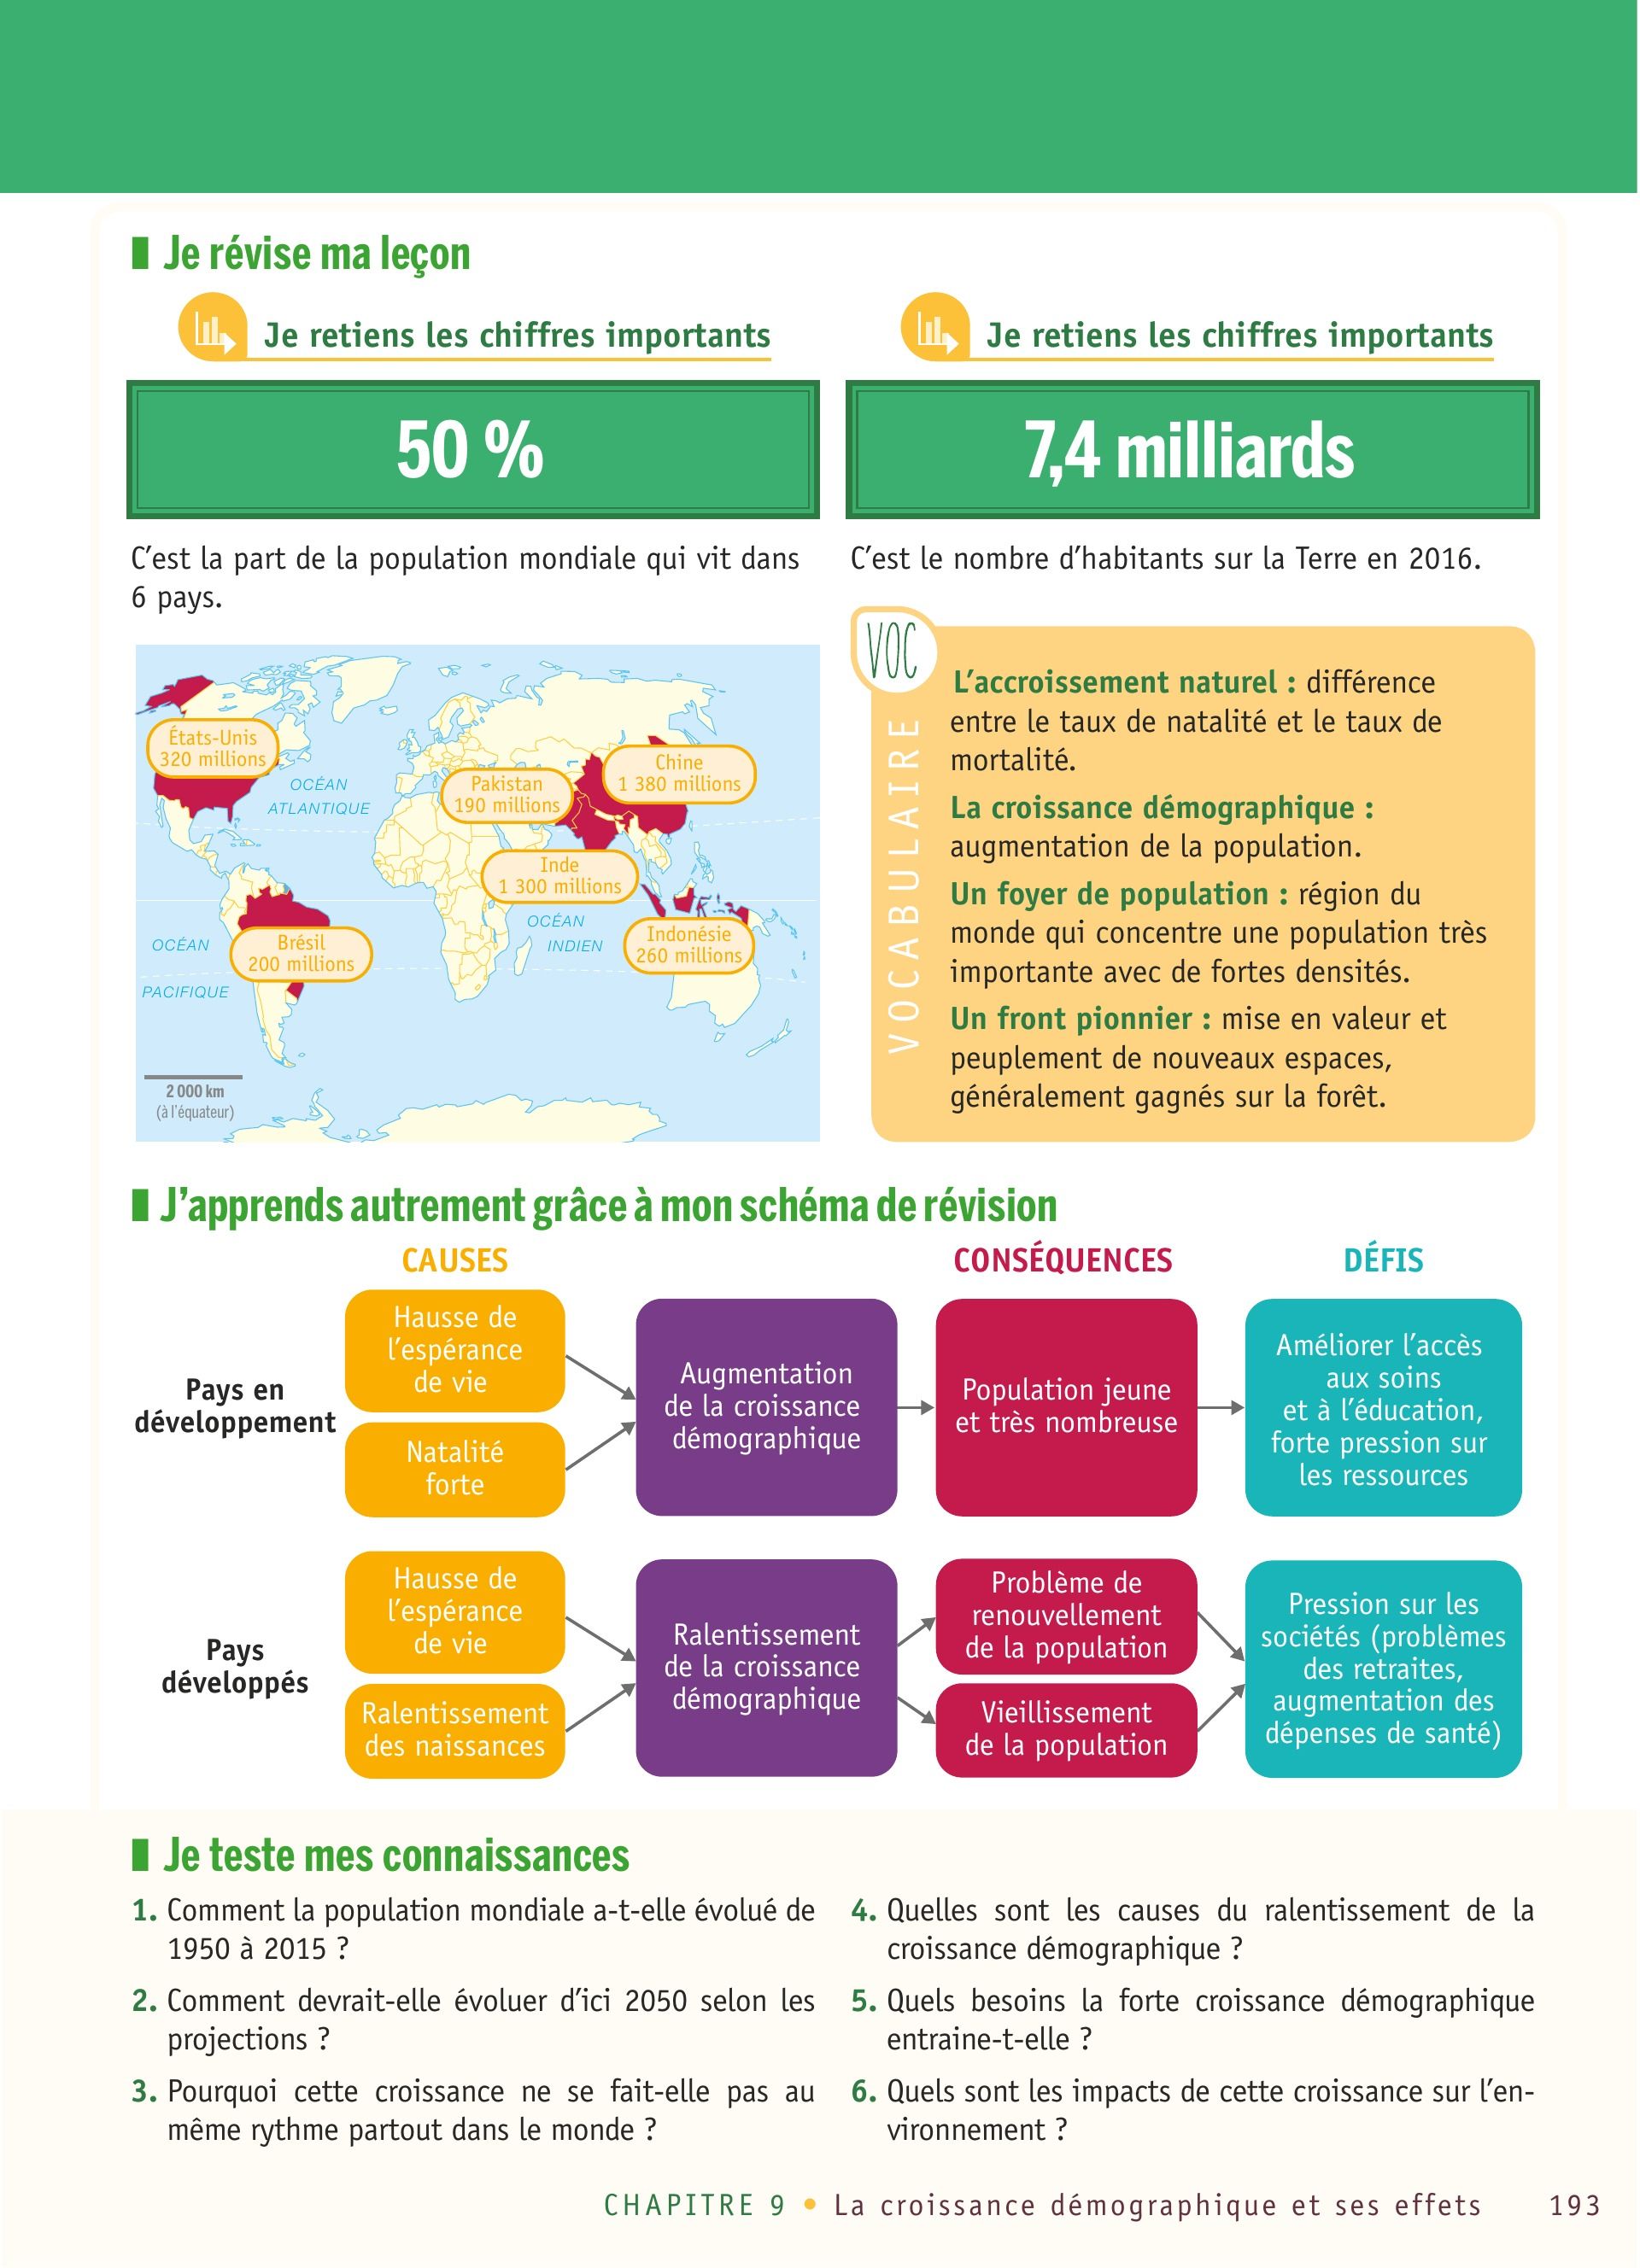 Je révise ma leçon
Je retiens les chiffres importants
50 %
C'est la part de la population mondiale qui vit dans
6 pays.
États-Unis
320 millions
OCÉAN
ATLANTIQUE
Pakistan
190 millions
Chine
1 380 millions
Inde
1 300 millions
OCÉAN
INDIEN
Indonésie
260 millions
OCÉAN
PACIFIQUE
Brésil
200 millions
2 000 km
(à l'équateur)
Je retiens les chiffres importants
7,4 milliards
C'est le nombre d'habitants sur la Terre en 2016.
VOC
VOCABULAIRE
L'accroissement naturel : différence
entre le taux de natalité et le taux de
mortalité.
La croissance démographique :
augmentation de la population.
Un foyer de population : région du
monde qui concentre une population très
importante avec de fortes densités.
Un front pionnier : mise en valeur et
peuplement de nouveaux espaces,
généralement gagnés sur la forêt.
J'apprends autrement grâce à mon schéma de révision
CAUSES
CONSÉQUENCES
DÉFIS
Pays en
développement
Hausse de
l'espérance
de vie
Natalité
forte
Augmentation
de la croissance
démographique
Population jeune
et très nombreuse
Améliorer l'accès
aux soins
et à l'éducation,
forte pression sur
les ressources
Pays
développés
Hausse de
l'espérance
de vie
Ralentissement
des naissances
Ralentissement
de la croissance
démographique
Problème de
renouvellement
de la population
Vieillissement
de la population
Pression sur les
sociétés (problèmes
des retraites,
augmentation des
dépenses de santé)
Je teste mes connaissances
1. Comment la population mondiale a-t-elle évolué de
1950 à 2015 ?
2. Comment devrait-elle évoluer d'ici 2050 selon les
projections ?
3. Pourquoi cette croissance ne se fait-elle pas au
même rythme partout dans le monde ?
4. Quelles sont les causes du ralentissement de la
croissance démographique ?
5. Quels besoins la forte croissance démographique
entraine-t-elle ?
6. Quels sont les impacts de cette croissance sur l'en-
vironnement ?
CHAPITRE 9 • La croissance démographique et ses effets 193